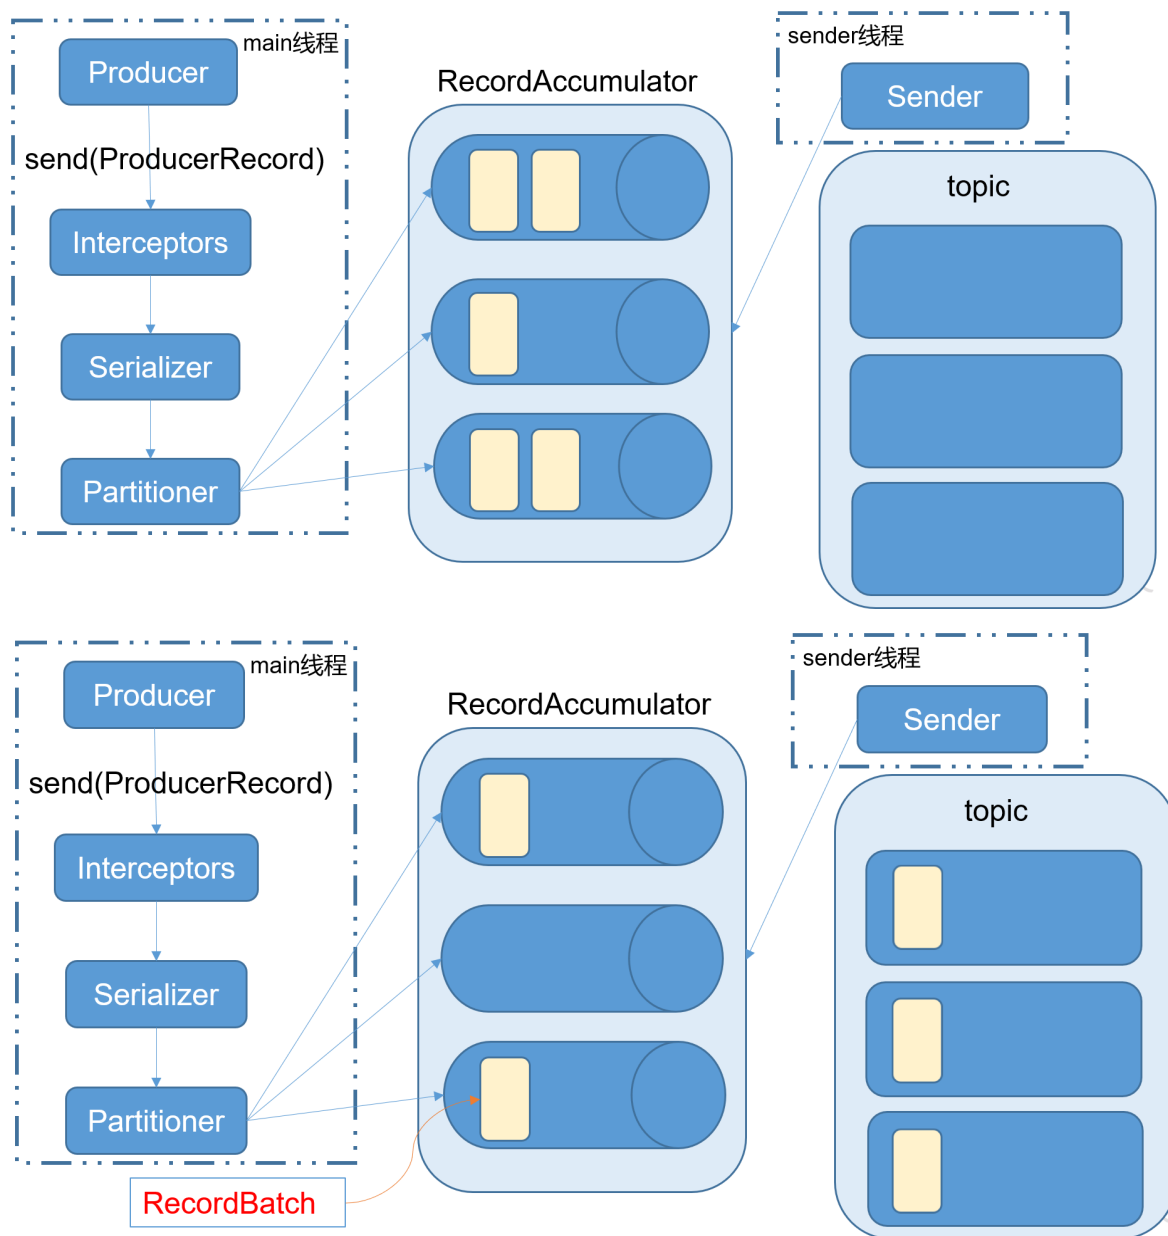 main线程
Producer
send(ProducerRecord)
Interceptors
Serializer
Partitioner
RecordAccumulator
sender线程
Sender
topic
main线程
Producer
send(ProducerRecord)
Interceptors
Serializer
Partitioner
RecordBatch
RecordAccumulator
sender线程
Sender
topic